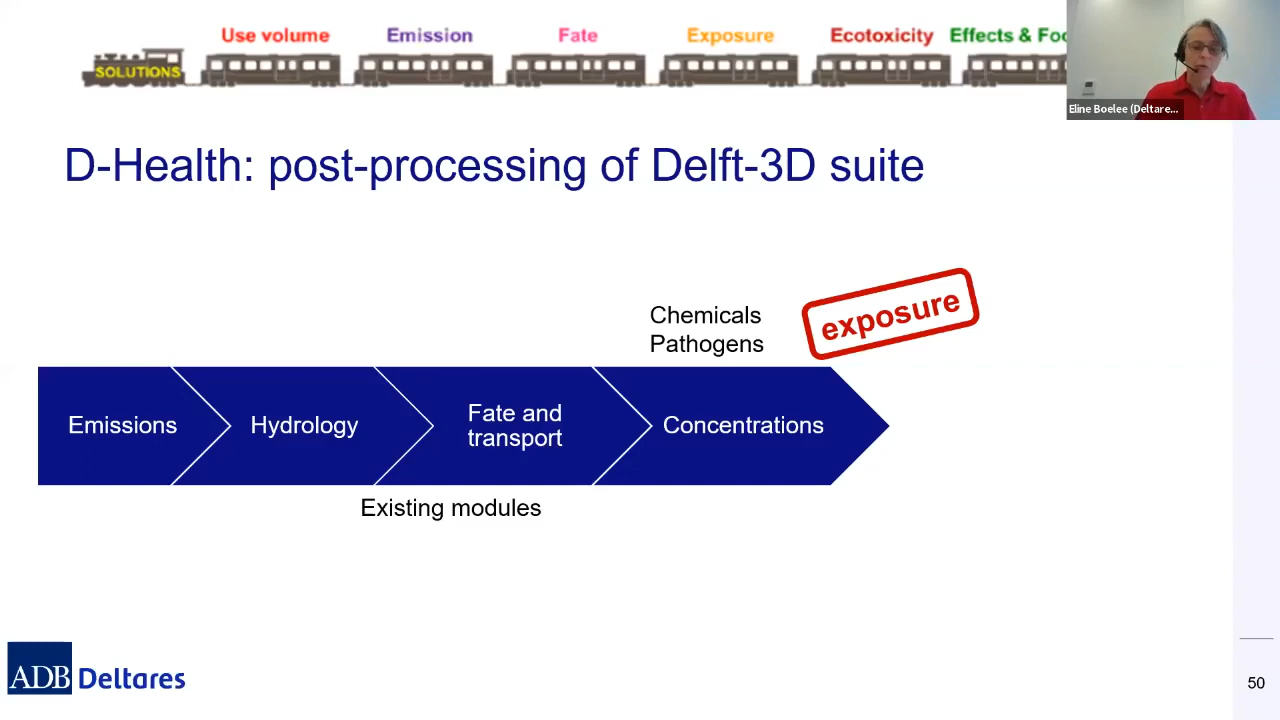 Use volume Emission Fate Exposure Ecotoxicity Effects & Foo
SOLUTIONS
Eline Boelee (Deltare...
D-Health: post-processing of Delft-3D suite
Chemicals
Pathogens
exposure
Emissions
Hydrology
Fate and
transport
Concentrations
Existing modules
ADB Deltares
50